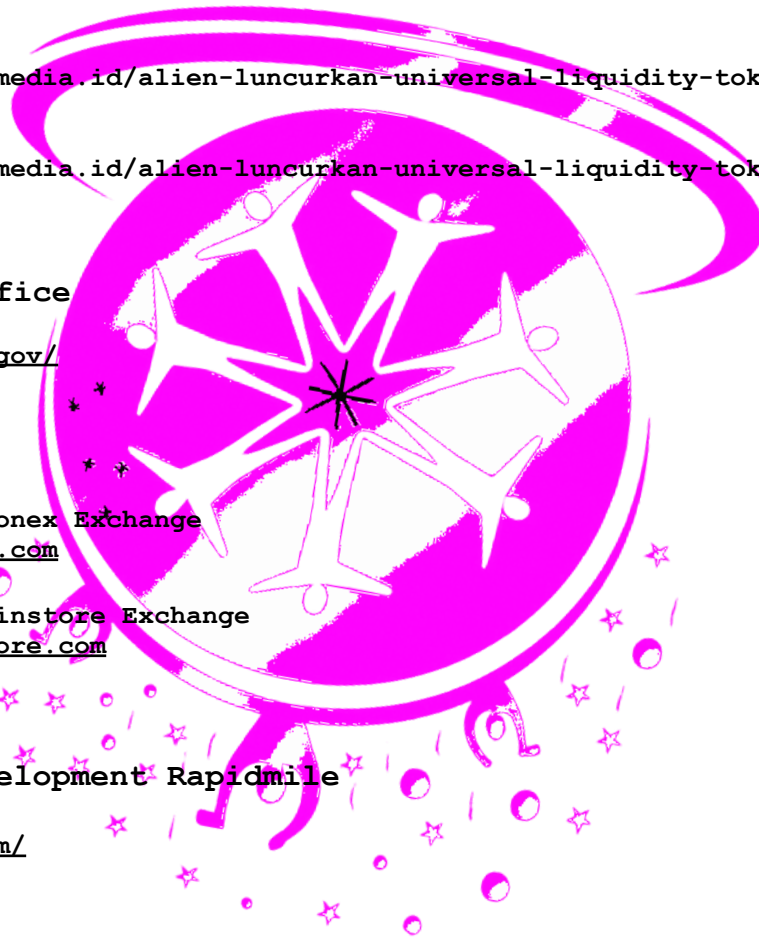 media.id/alien-luncurkan-universal-liquidity-tok
media.id/alien-luncurkan-universal-liquidity-tok
fice
gov/
onex Exchange
.com
instore Exchange
ore.com
elopment Rapidmile
m/